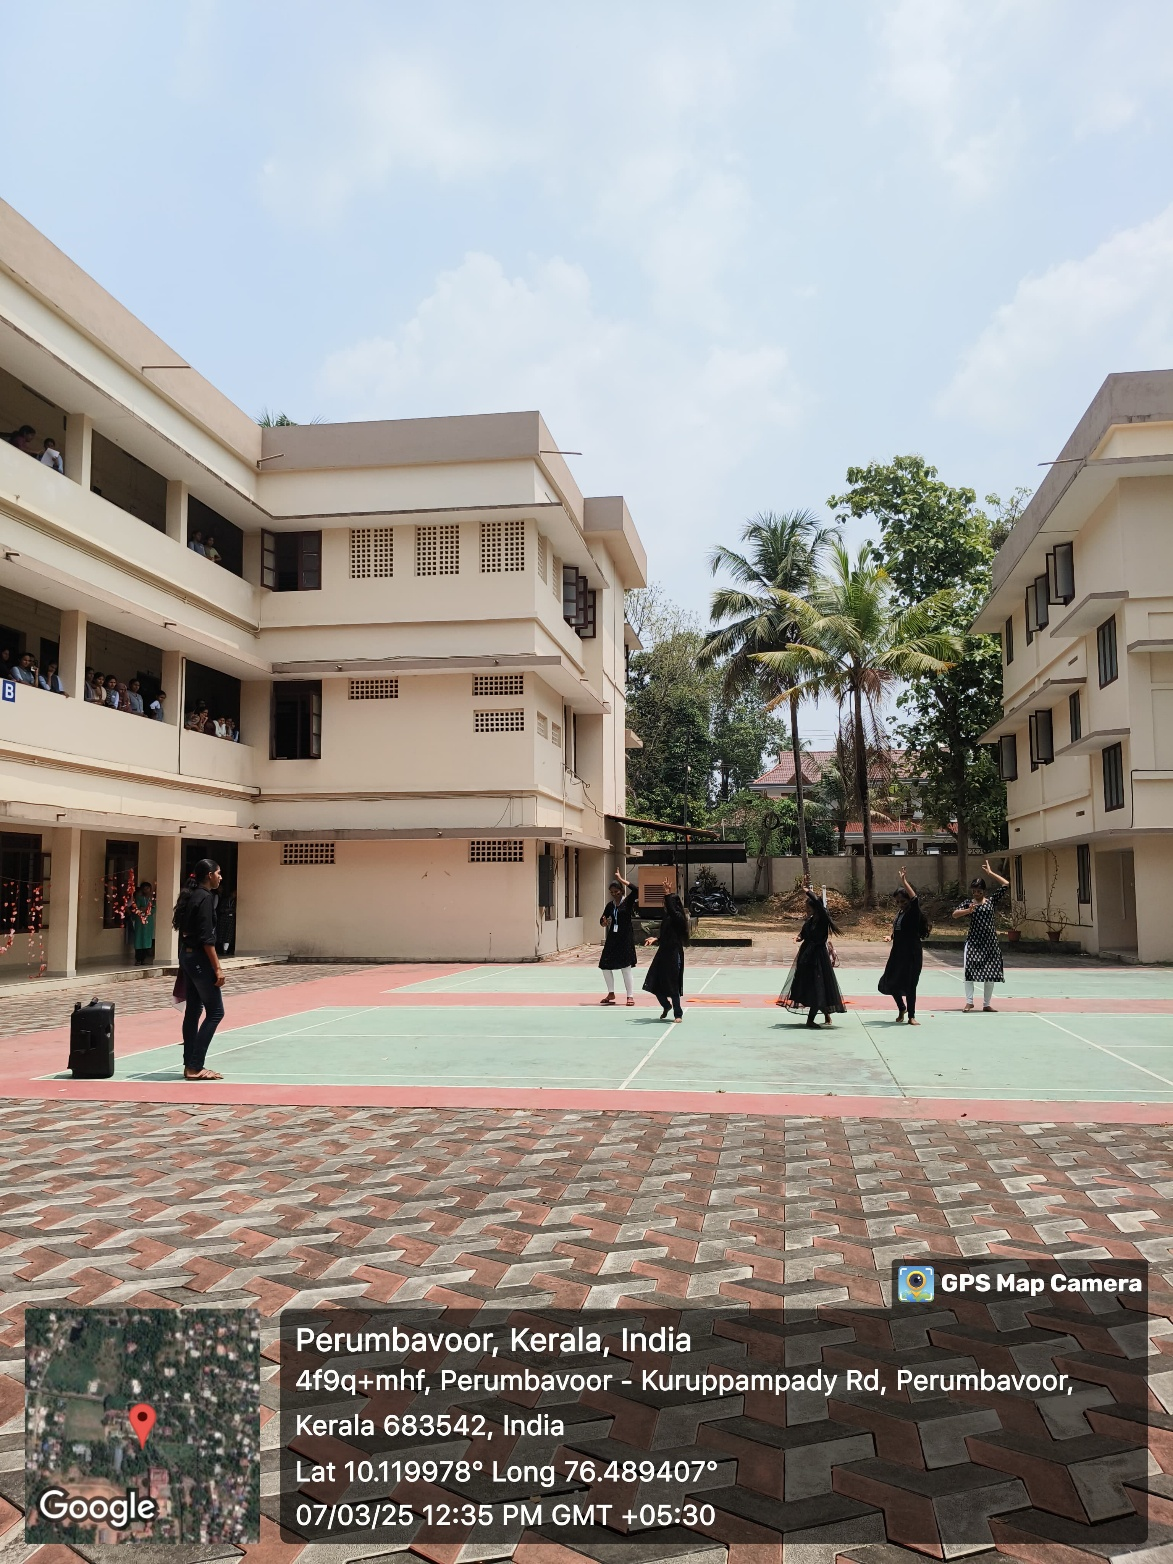 B
GPS Map Camera
Perumbavoor, Kerala, India
4f9q+mhf, Perumbavoor - Kuruppampady Rd, Perumbavoor,
Kerala 683542, India
Lat 10.119978° Long 76.489407°
07/03/25 12:35 PM GMT +05:30
Google